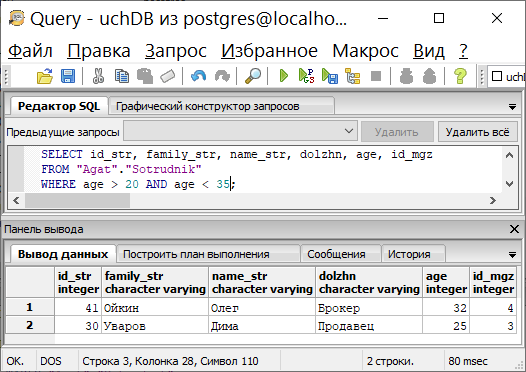 Query - uchDB из postgres@localho...
Файл Правка Запрос Избранное Макрос Вид ?
Редактор SQL Графический конструктор запросов
Предыдущие запросы Удалить Удалить всё
SELECT id_str, family_str, name_str, dolzhn, age, id_mgz
FROM "Agat"."Sotrudnik"
WHERE age > 20 AND age < 35;
Панель вывода
Вывод данных Построить план выполнения Сообщения История
id_str family_str name_str dolzhn age id_mgz
integer character varying character varying character varying integer integer
1 41 Ойкин Олег Брокер 32 4
2 30 Уваров Дима Продавец 25 3
OK. DOS Строка 3, Колонка 28, Символ 110 2 строки. 80 msec